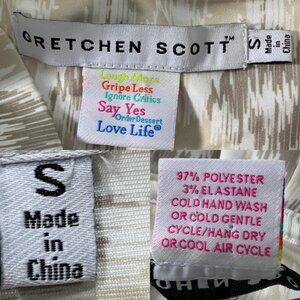 GRETCHEN SCOTT™
S
Made in
China
Laugh More
Gripe Less
Ignore Critics
Say Yes
Order Dessert
Love Life®
S
Made
in
China
97% POLYESTER
3% ELASTANE
COLD HAND WASH
OR COLD GENTLE
CYCLE/HANG DRY
OR COOL AIR CYCLE